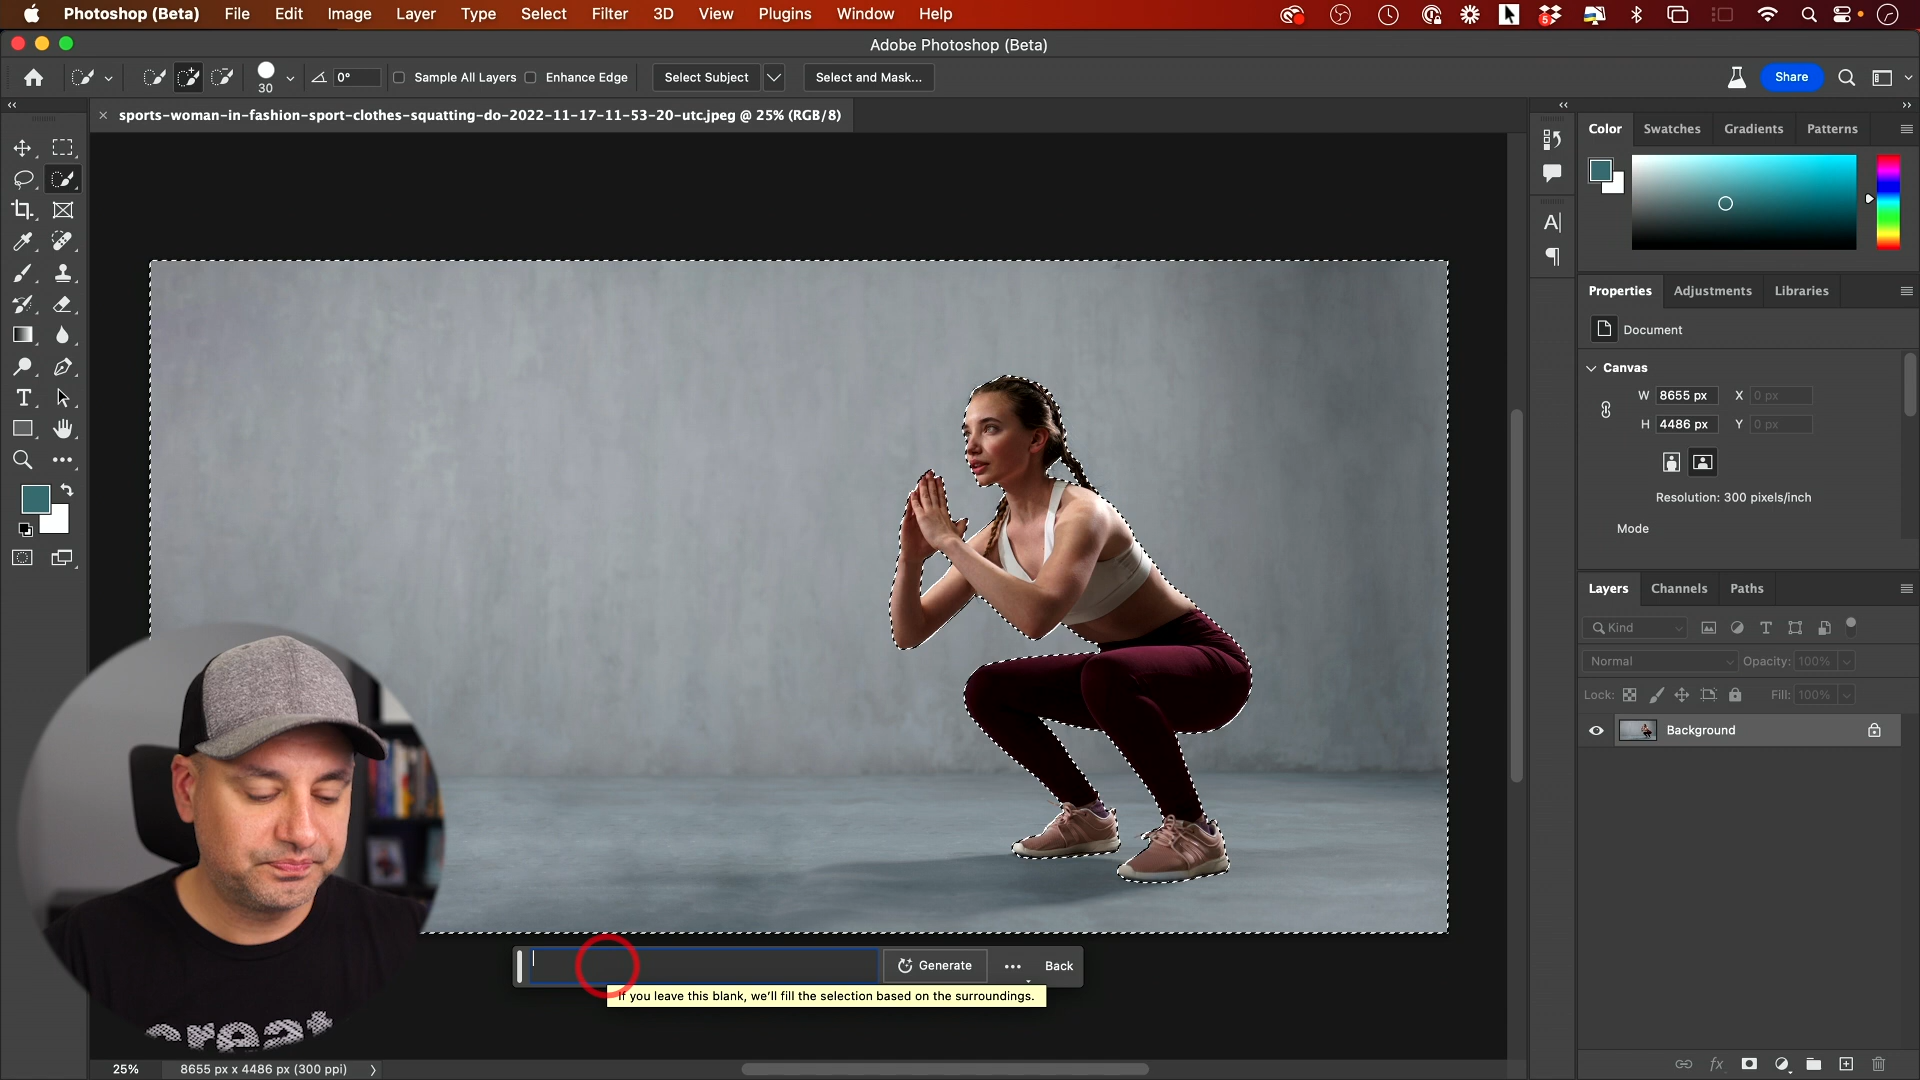 Photoshop (Beta) File Edit Image Layer Type Select Filter 3D View Plugins Window Help
5
Adobe Photoshop (Beta)
30
0°
Sample All Layers
Enhance Edge
Select Subject
Select and Mask...
Share
sports-woman-in-fashion-sport-clothes-squatting-do-2022-11-17-11-53-20-utc.jpeg @ 25% (RGB/8)
Color Swatches Gradients Patterns
Properties Adjustments Libraries
Document
Canvas
W 8655 px X 0 px
H 4486 px Y 0 px
Resolution: 300 pixels/inch
Mode
Layers Channels Paths
Kind
Normal Opacity: 100%
Lock: Fill: 100%
Background
Generate
Back
If you leave this blank, we'll fill the selection based on the surroundings.
Create
25% 8655 px x 4486 px (300 ppi)
fx